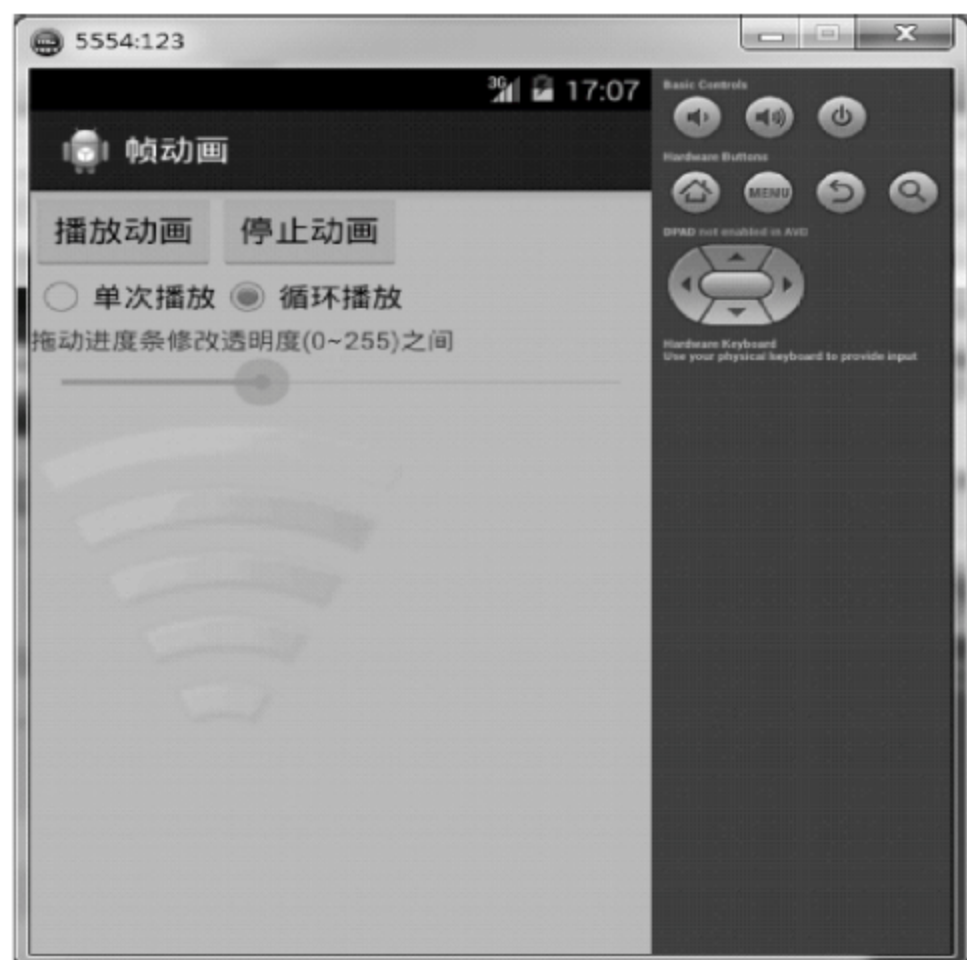 5554:123
3G 17:07
帧动画
播放动画 停止动画
单次播放 循环播放
拖动进度条修改透明度(0~255)之间
Basic Controls
Hardware Buttons
MENU
DPAD not enabled in AVD
Hardware Keyboard
Use your physical keyboard to provide input